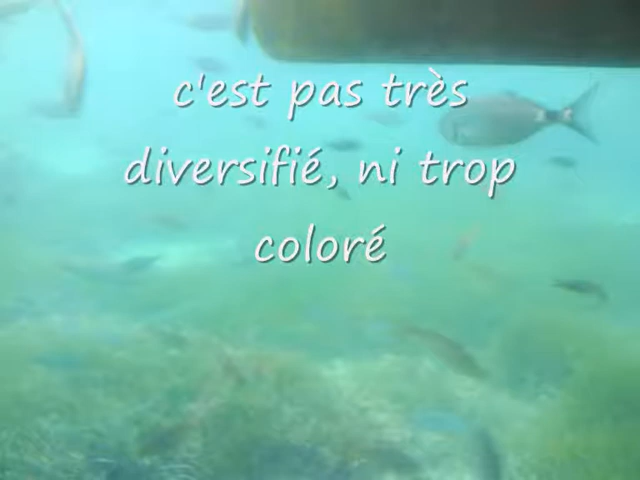 c'est pas très
diversifié, ni trop
coloré